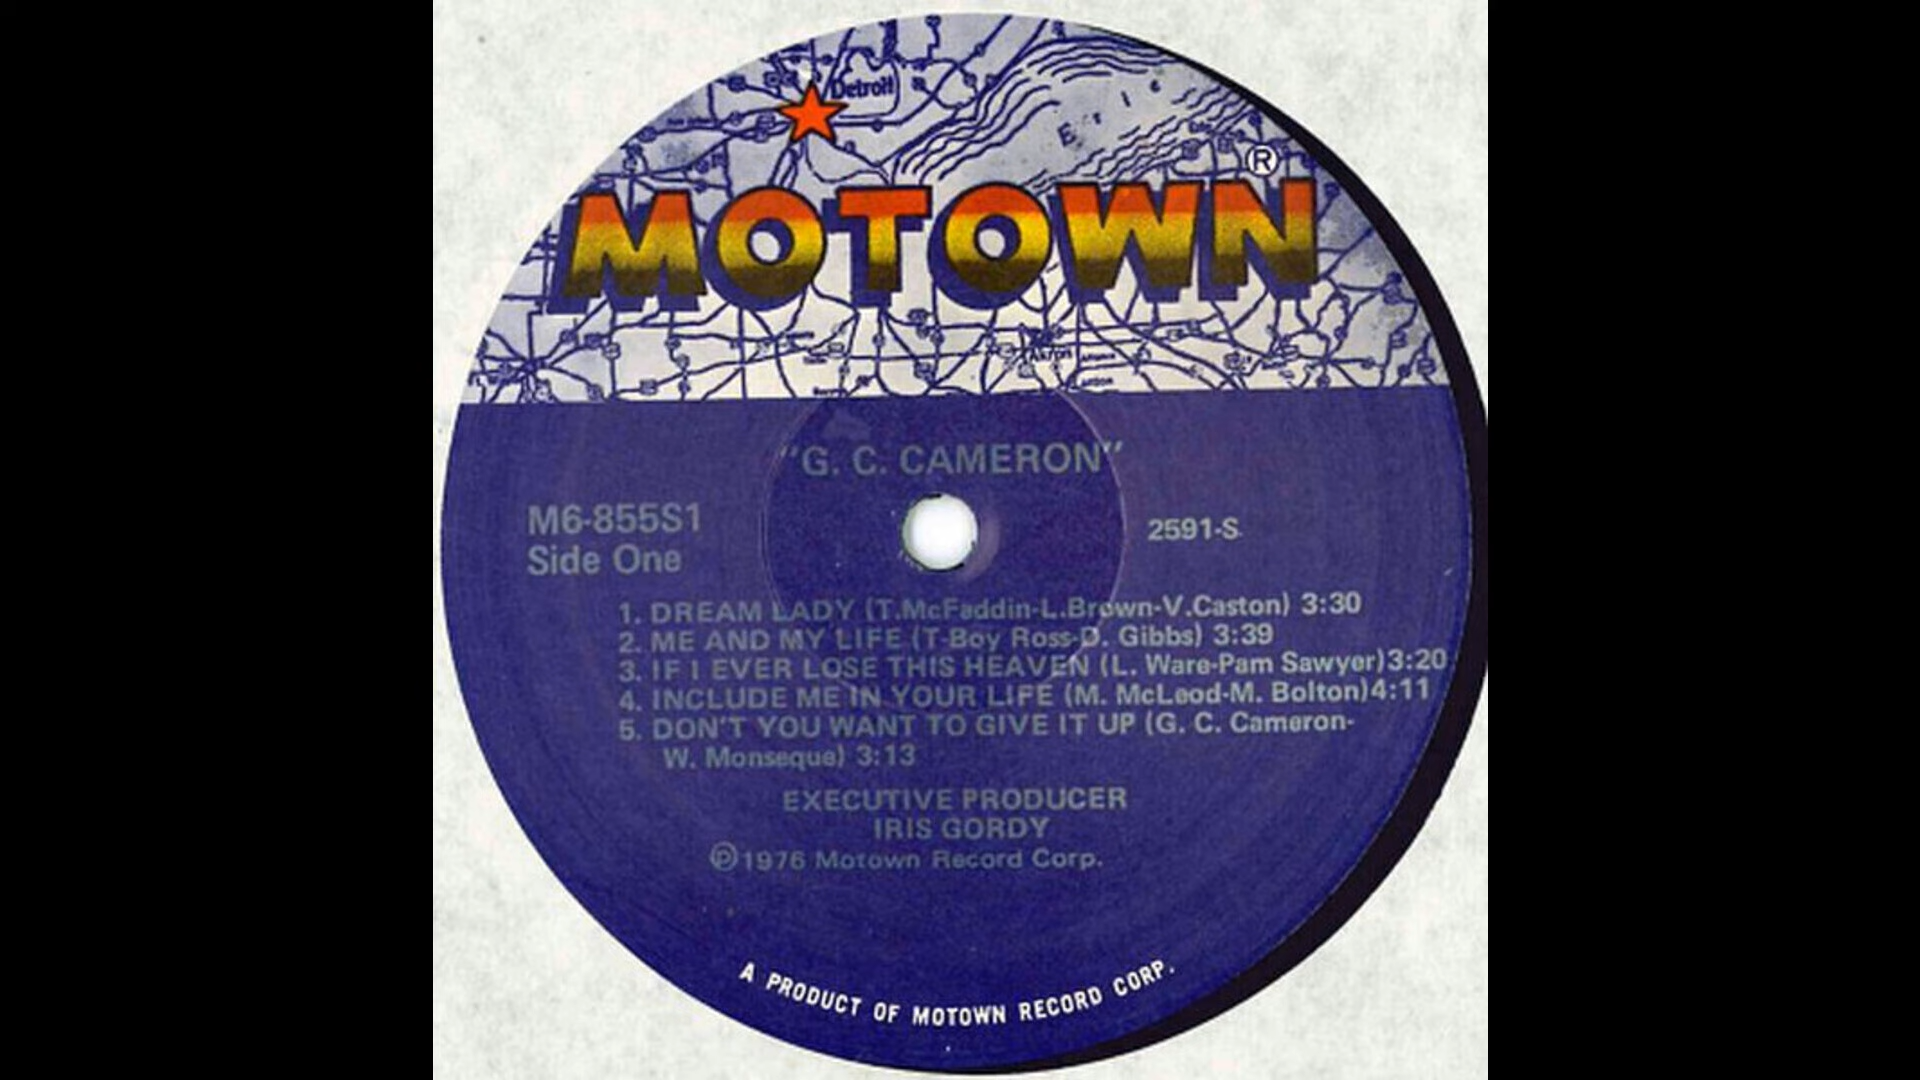 Detroit
Erie
®
MOTOWN
Akron
"G. C. CAMERON"
M6-855S1
Side One
2591-S
1. DREAM LADY (T.McFaddin-L.Brown-V.Caston) 3:30
2. ME AND MY LIFE (T-Boy Ross-D. Gibbs) 3:39
3. IF I EVER LOSE THIS HEAVEN (L. Ware-Pam Sawyer)3:20
4. INCLUDE ME IN YOUR LIFE (M. McLeod-M. Bolton)4:11
5. DON'T YOU WANT TO GIVE IT UP (G. C. Cameron-
W. Monseque) 3:13
EXECUTIVE PRODUCER
IRIS GORDY
℗1976 Motown Record Corp.
A PRODUCT OF MOTOWN RECORD CORP.